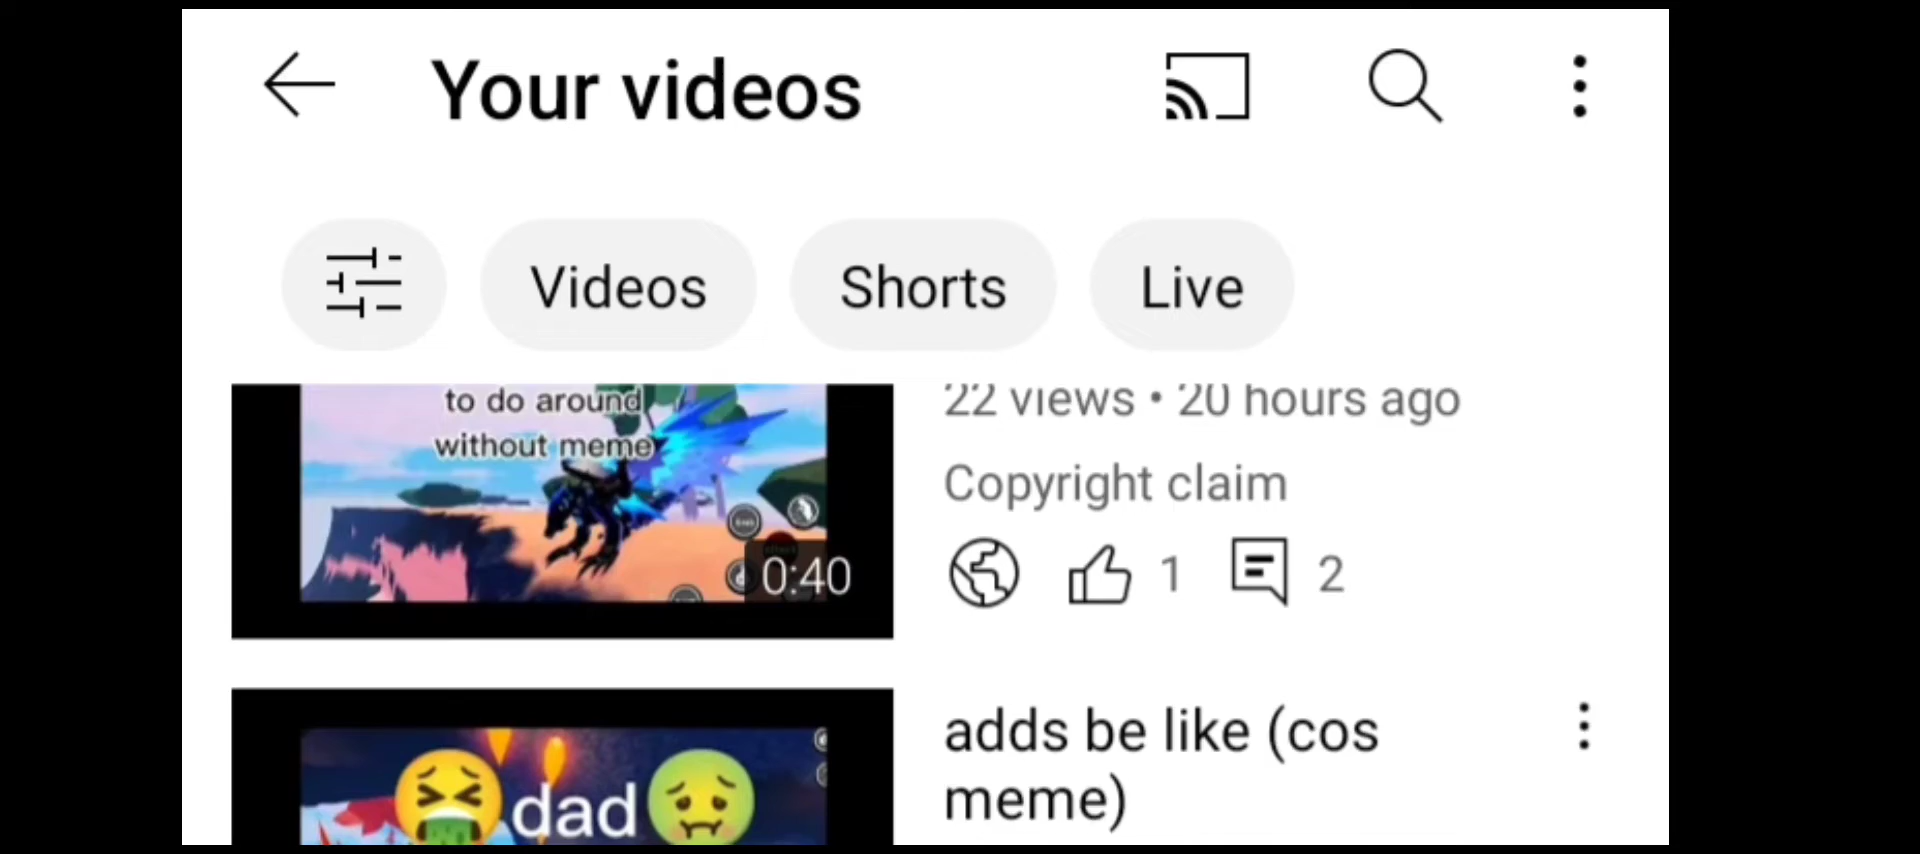 Your videos
Videos
Shorts
Live
to do around
without meme
0:40
22 views • 20 hours ago
Copyright claim
1
2
dad
adds be like (cos
meme)